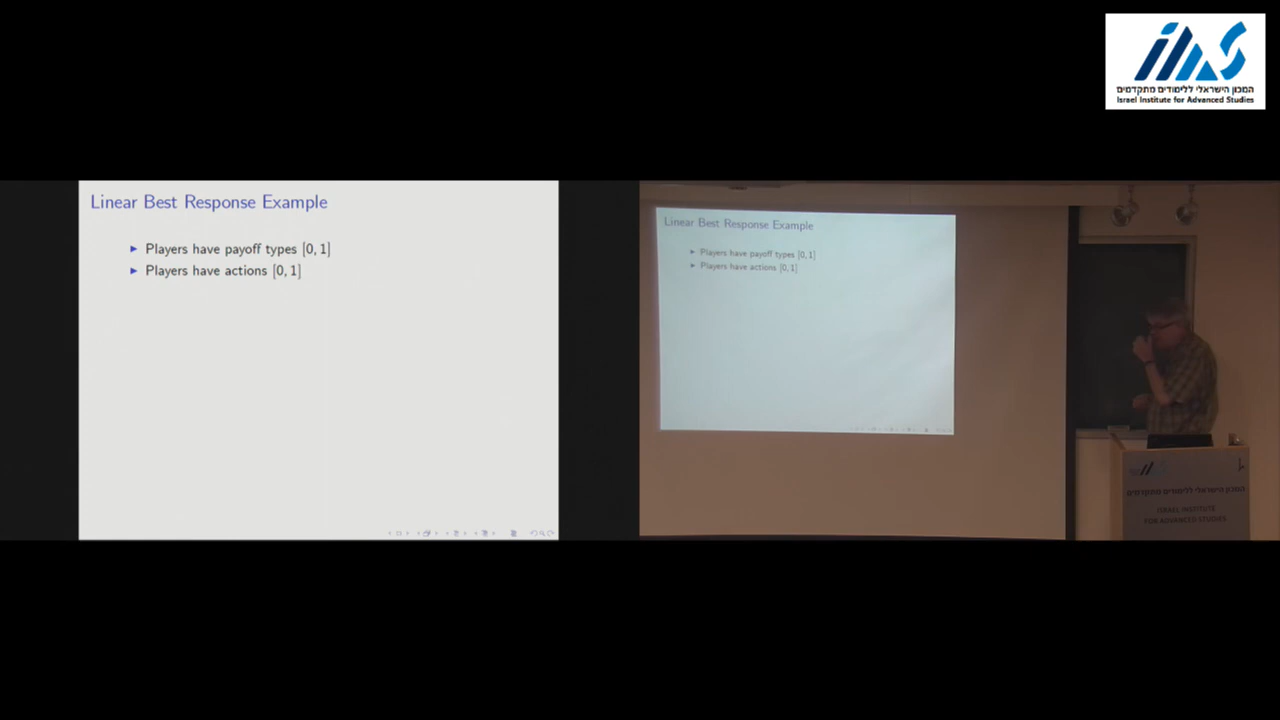 המכון הישראלי ללימודים מתקדמים
Israel Institute for Advanced Studies
Linear Best Response Example
▶ Players have payoff types [0, 1]
▶ Players have actions [0, 1]
Linear Best Response Example
▶ Players have payoff types [0, 1]
▶ Players have actions [0, 1]
המכון הישראלי ללימודים מתקדמים
ISRAEL INSTITUTE
FOR ADVANCED STUDIES